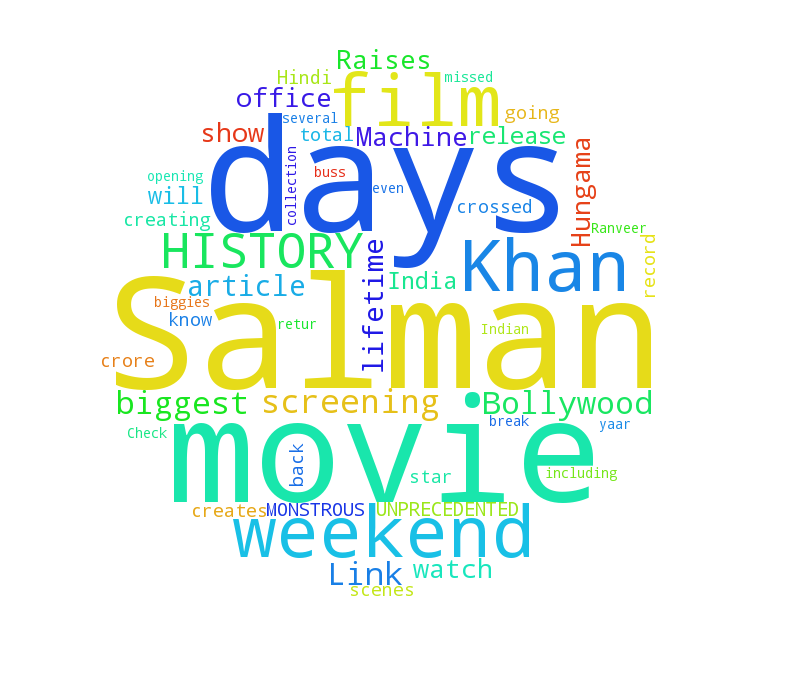 Raises
Hindi
missed
film
office
going
several
show
total
Machine
release
days
collection
Hungama
opening
buss
even
will
crossed
creating
Ranveer
HISTORY
Khan
record
lifetime
article
India
Salman
biggies
know
retur
Indian
crore
biggest
screening
Bollywood
movie
Check
break
yaar
back
star
including
creates
MONSTROUS
UNPRECEDENTED
weekend
Link
watch
scenes